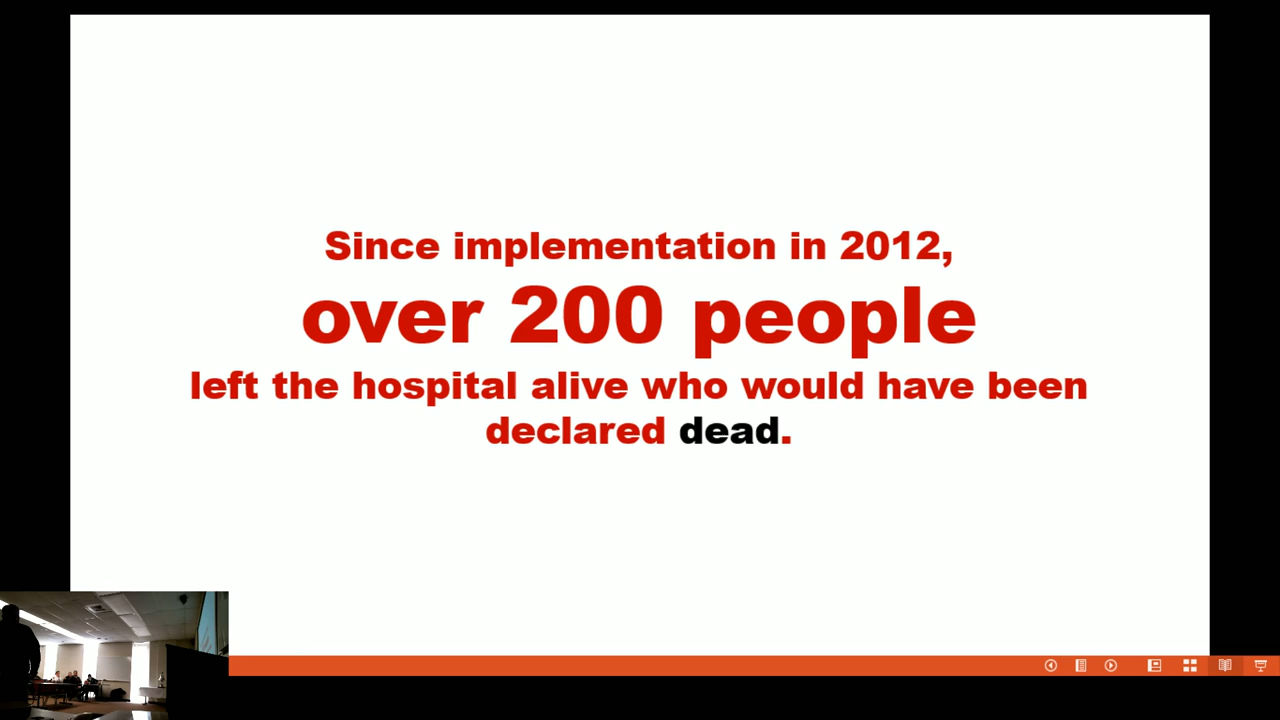 Since implementation in 2012,
over 200 people
left the hospital alive who would have been
declared dead.